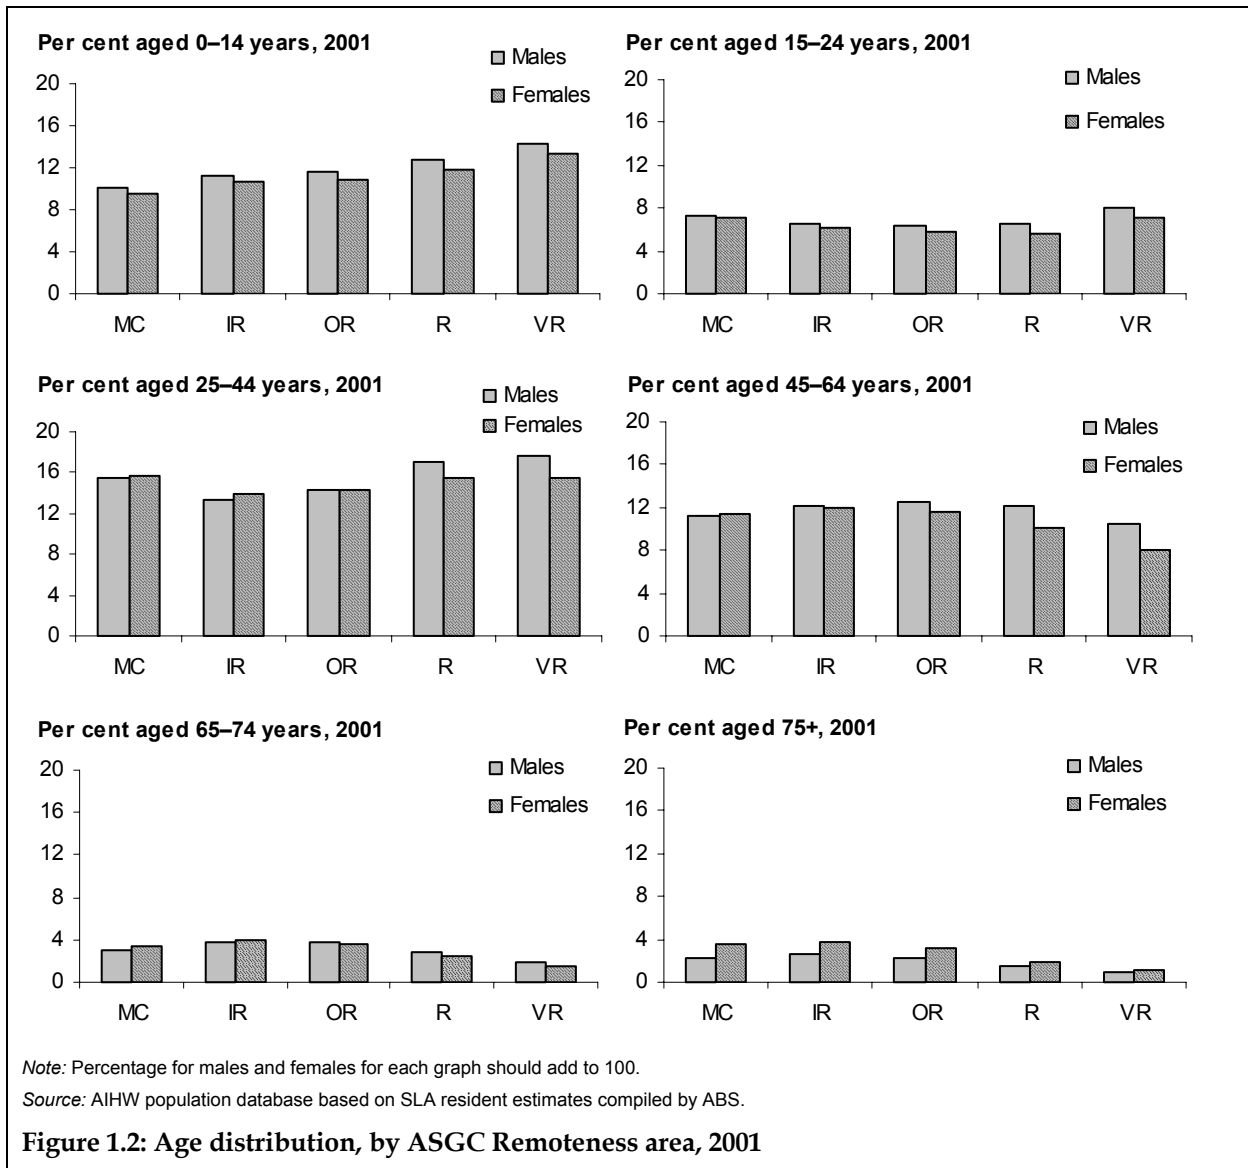 Per cent aged 0–14 years, 2001
Males
Females
20
16
12
8
4
0
MC IR OR R VR
Per cent aged 15–24 years, 2001
Males
Females
20
16
12
8
4
0
MC IR OR R VR
Per cent aged 25–44 years, 2001
Males
Females
20
16
12
8
4
0
MC IR OR R VR
Per cent aged 45–64 years, 2001
Males
Females
20
16
12
8
4
0
MC IR OR R VR
Per cent aged 65–74 years, 2001
Males
Females
20
16
12
8
4
0
MC IR OR R VR
Per cent aged 75+, 2001
Males
Females
20
16
12
8
4
0
MC IR OR R VR
Note: Percentage for males and females for each graph should add to 100.
Source: AIHW population database based on SLA resident estimates compiled by ABS.
Figure 1.2: Age distribution, by ASGC Remoteness area, 2001